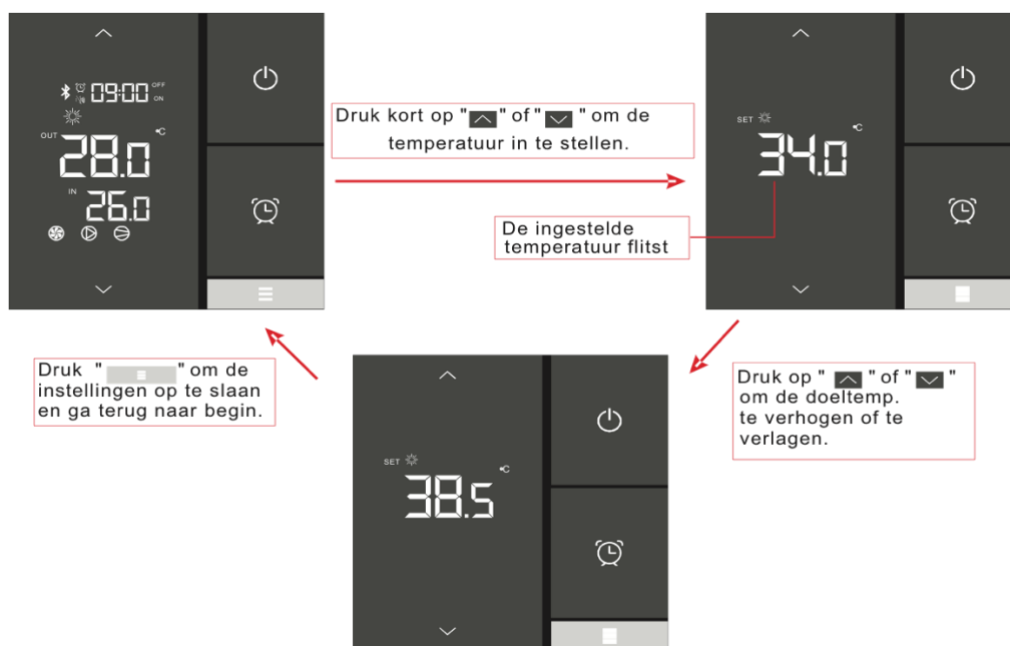 09:00 OFF
ON
OUT 28.0 °C
IN 26.0
Druk kort op " " of " " om de
temperatuur in te stellen.
SET 34.0 °C
De ingestelde
temperatuur flitst
Druk " " om de
instellingen op te slaan
en ga terug naar begin.
SET 38.5 °C
Druk op " " of " "
om de doeltemp.
te verhogen of te
verlagen.